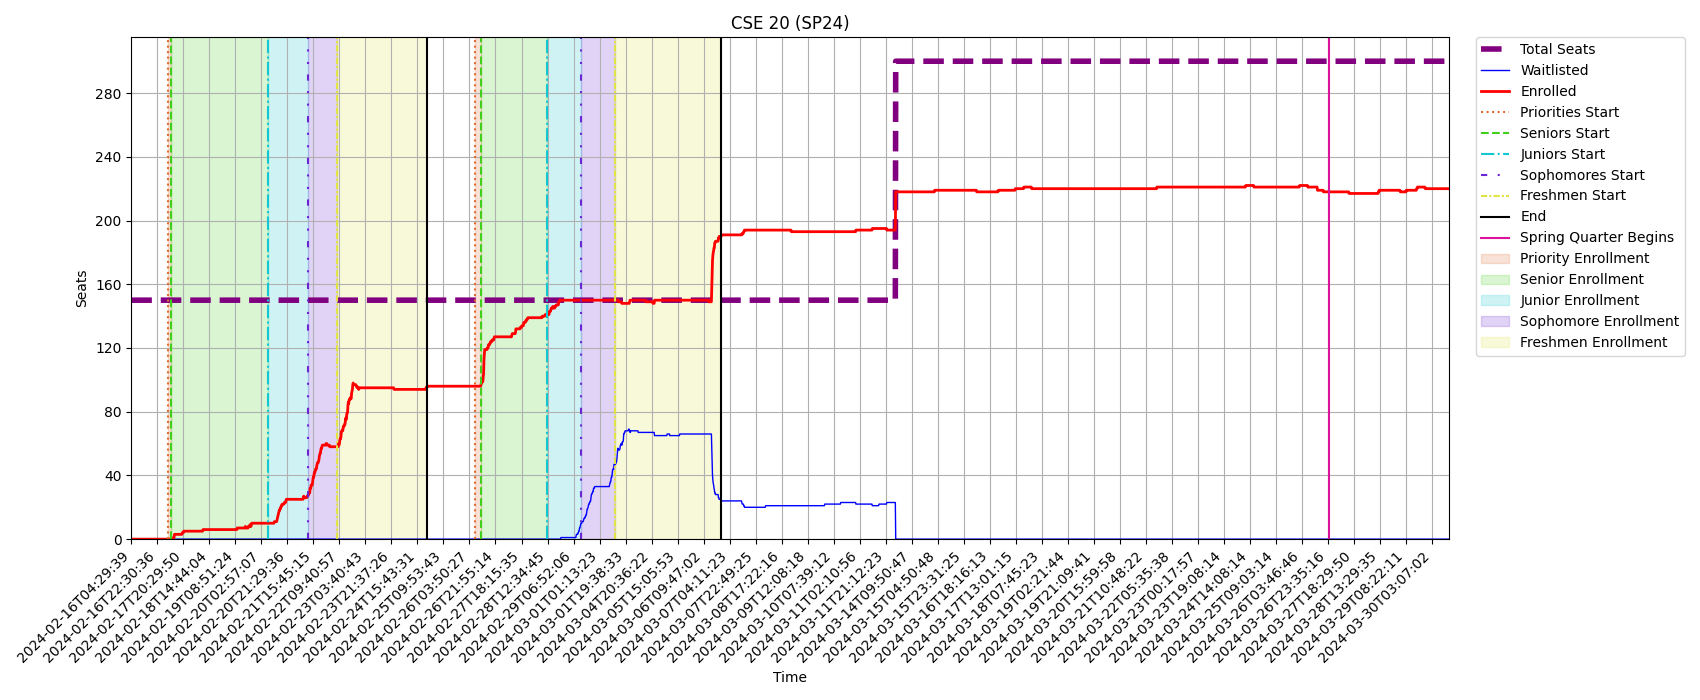 CSE 20 (SP24)
Seats
280
240
200
160
120
80
40
0
2024-02-16T04:29:39
2024-02-16T22:30:36
2024-02-17T20:29:50
2024-02-18T14:44:04
2024-02-19T08:51:24
2024-02-20T02:57:07
2024-02-20T21:29:36
2024-02-21T15:45:15
2024-02-22T09:40:57
2024-02-23T03:40:43
2024-02-23T21:37:26
2024-02-24T15:43:31
2024-02-25T09:53:45
2024-02-26T03:50:27
2024-02-26T21:55:14
2024-02-27T18:15:35
2024-02-28T12:34:45
2024-02-29T06:52:06
2024-03-01T01:13:23
2024-03-01T19:38:33
2024-03-04T20:36:22
2024-03-05T15:05:53
2024-03-06T09:47:02
2024-03-07T04:11:23
2024-03-07T22:49:25
2024-03-08T17:22:16
2024-03-09T12:08:18
2024-03-10T07:39:12
2024-03-11T02:10:56
2024-03-11T21:12:23
2024-03-14T09:50:47
2024-03-15T04:50:48
2024-03-15T23:31:25
2024-03-16T18:16:13
2024-03-17T13:01:15
2024-03-18T07:45:23
2024-03-19T02:21:44
2024-03-19T21:09:41
2024-03-20T15:59:58
2024-03-21T10:48:22
2024-03-22T05:35:38
2024-03-23T00:17:57
2024-03-23T19:08:14
2024-03-24T14:08:14
2024-03-25T09:03:14
2024-03-26T03:46:46
2024-03-26T23:35:16
2024-03-27T18:29:50
2024-03-28T13:29:35
2024-03-29T08:22:11
2024-03-30T03:07:02
Time
Total Seats
Waitlisted
Enrolled
Priorities Start
Seniors Start
Juniors Start
Sophomores Start
Freshmen Start
End
Spring Quarter Begins
Priority Enrollment
Senior Enrollment
Junior Enrollment
Sophomore Enrollment
Freshmen Enrollment